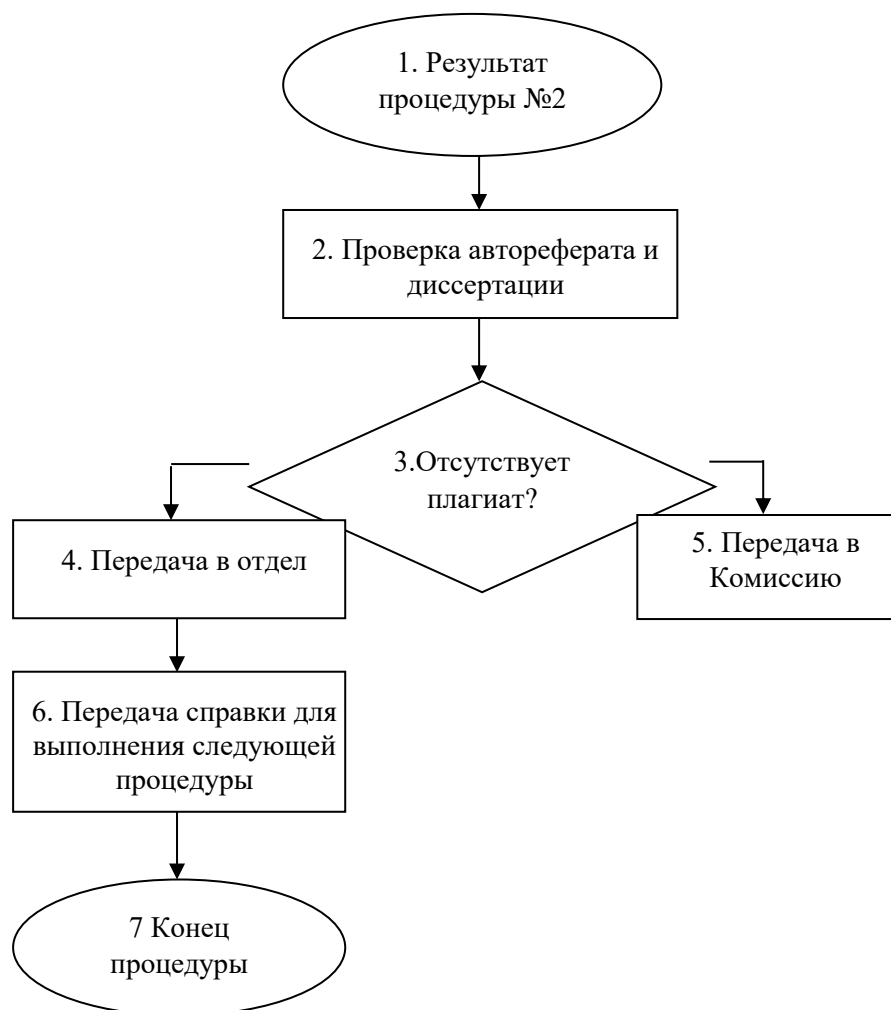 1. Результат
процедуры №2
2. Проверка автореферата и
диссертации
3.Отсутствует
плагиат?
4. Передача в отдел
5. Передача в
Комиссию
6. Передача справки для
выполнения следующей
процедуры
7 Конец
процедуры